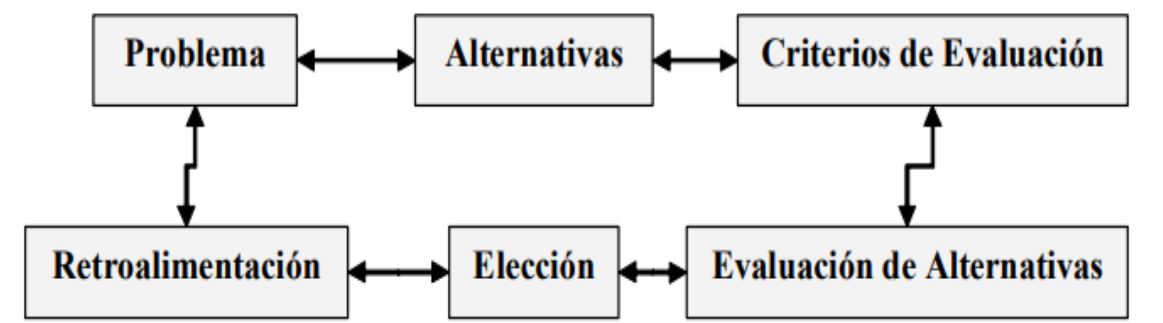 Problema
Alternativas
Criterios de Evaluación
Retroalimentación
Elección
Evaluación de Alternativas